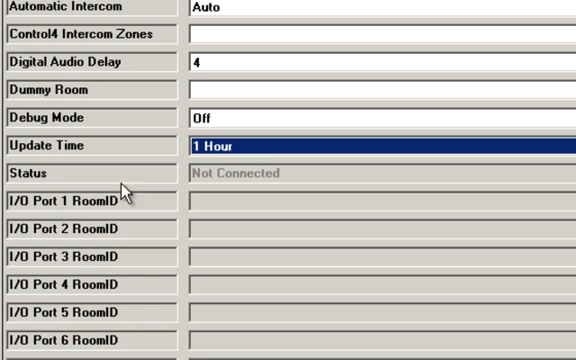 Automatic Intercom Auto
Control4 Intercom Zones
Digital Audio Delay 4
Dummy Room
Debug Mode Off
Update Time 1 Hour
Status Not Connected
I/O Port 1 RoomID
I/O Port 2 RoomID
I/O Port 3 RoomID
I/O Port 4 RoomID
I/O Port 5 RoomID
I/O Port 6 RoomID